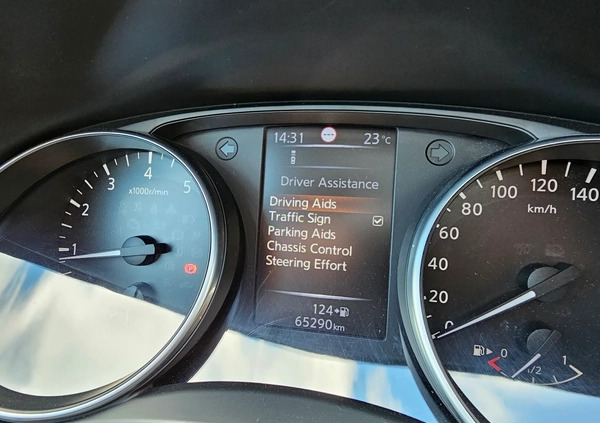 14:31 --- 23°C
Driver Assistance
Driving Aids
Traffic Sign
Parking Aids
Chassis Control
Steering Effort
124
65290km
1 2 3 4 5
x1000r/min
P
0 20 40 60 80 100 120 140
km/h
0 1/2 1